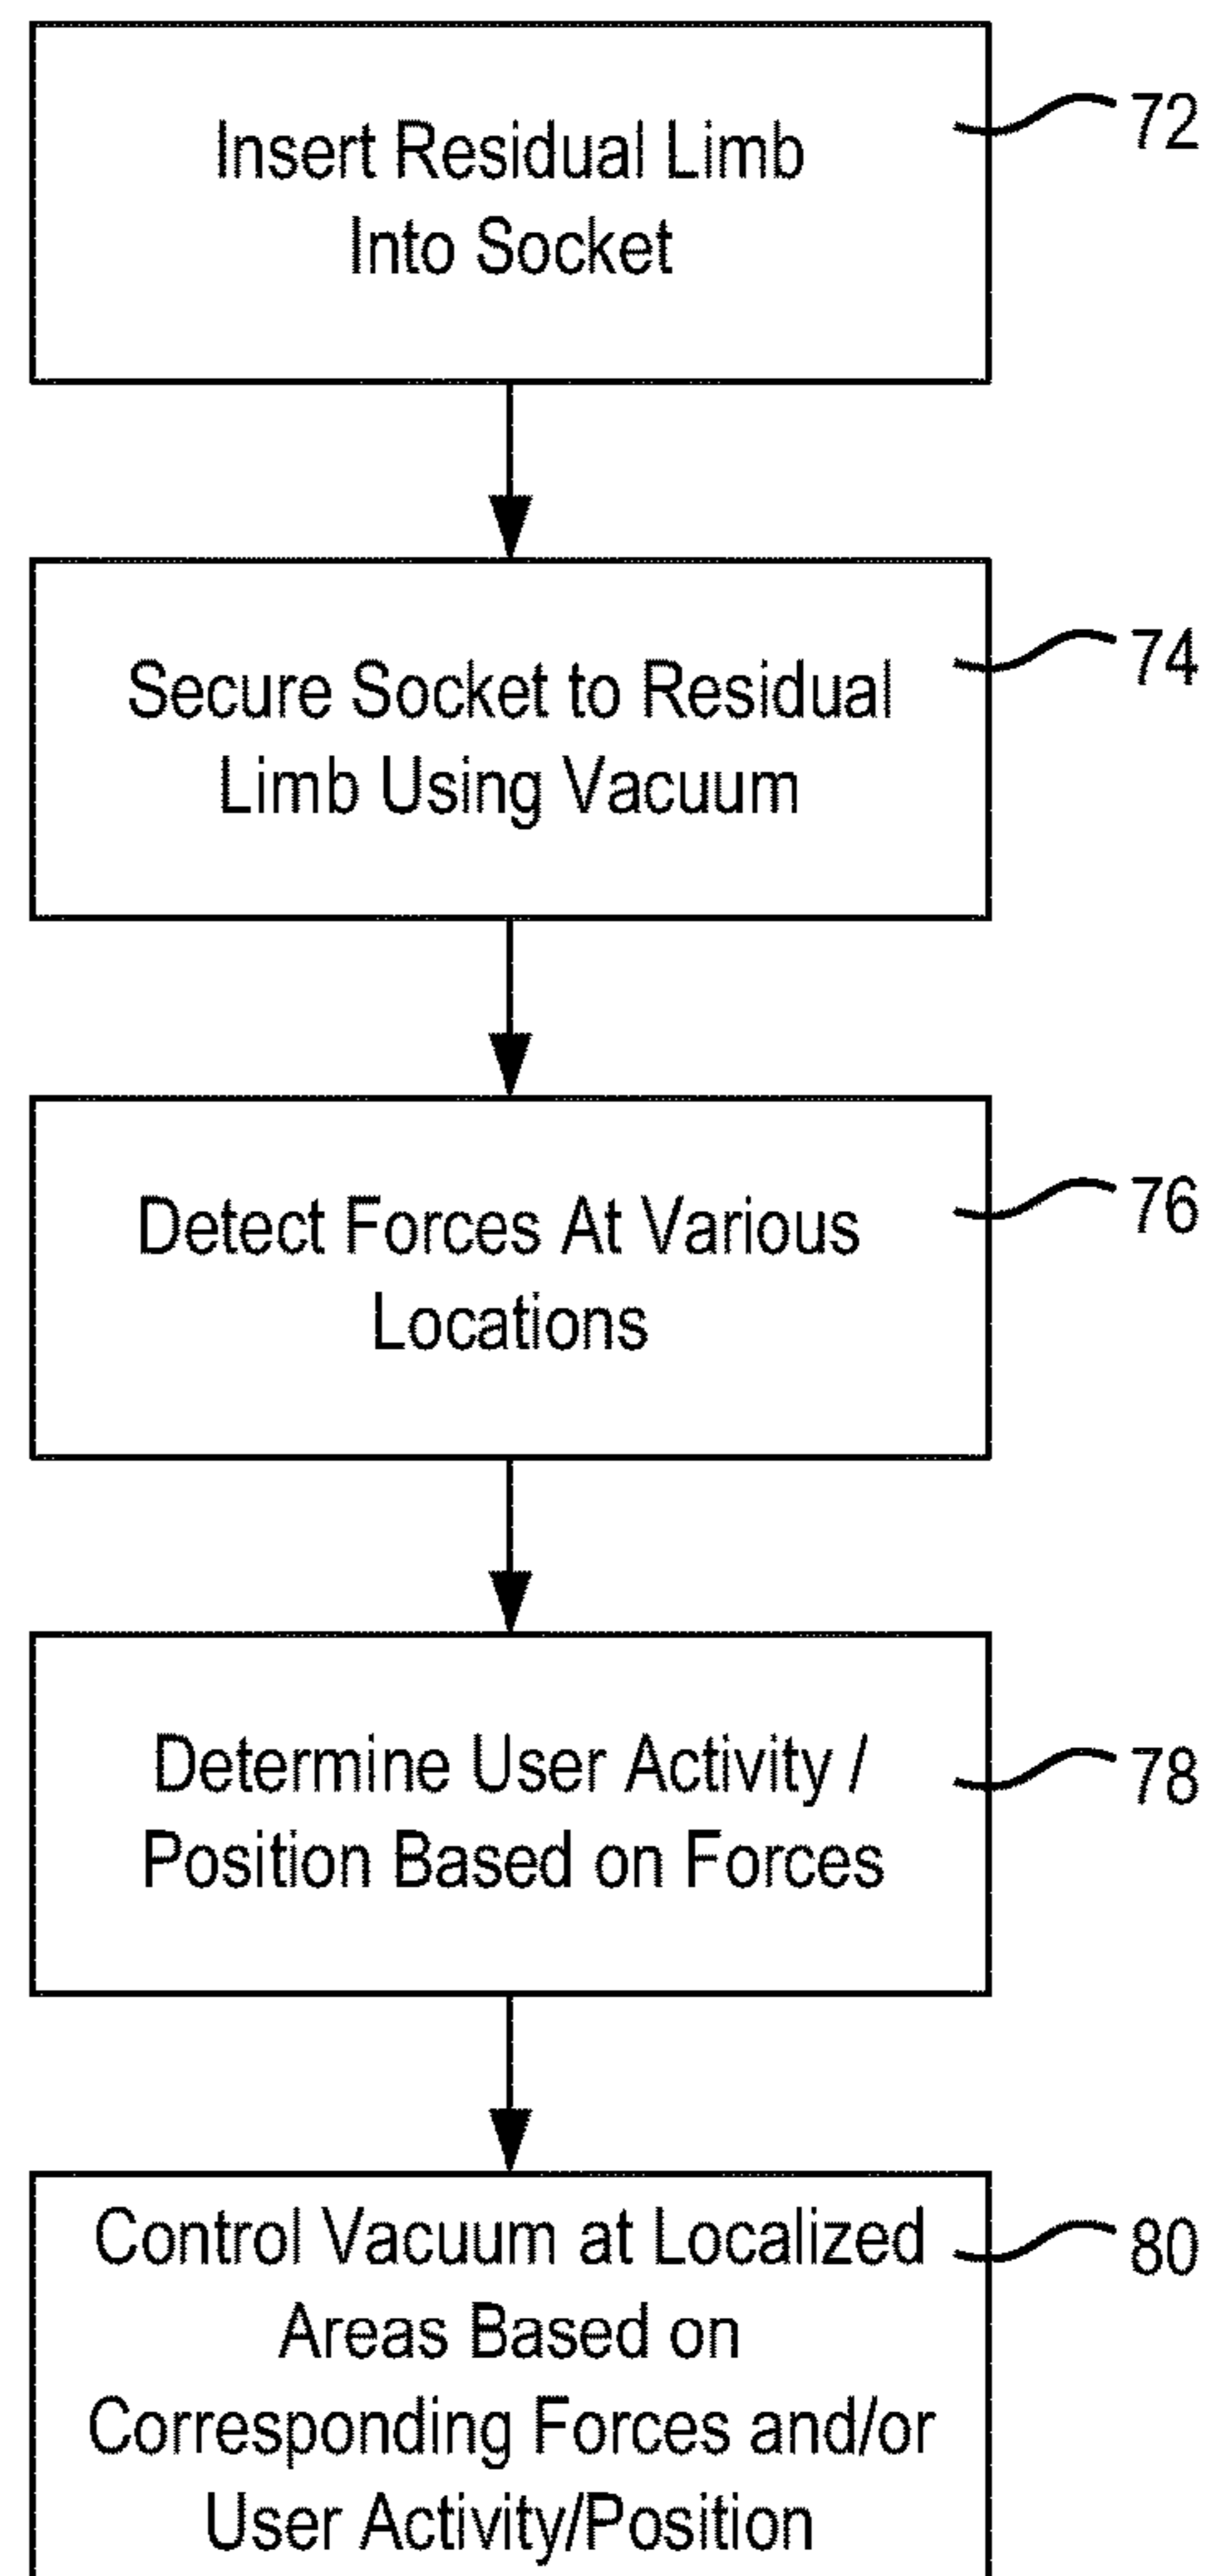 Insert Residual Limb
Into Socket
72
Secure Socket to Residual
Limb Using Vacuum
74
Detect Forces At Various
Locations
76
Determine User Activity /
Position Based on Forces
78
Control Vacuum at Localized
Areas Based on
Corresponding Forces and/or
User Activity/Position
80